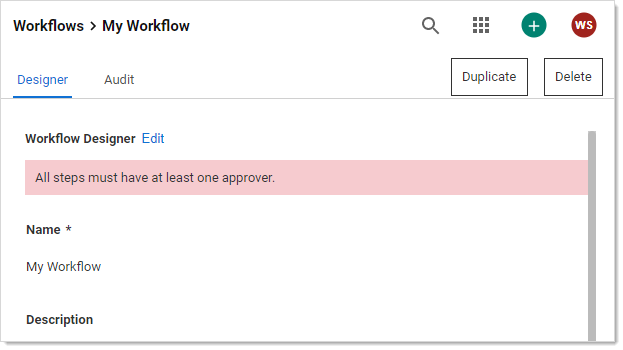 Workflows > My Workflow
WS
Designer
Audit
Duplicate
Delete
Workflow Designer Edit
All steps must have at least one approver.
Name *
My Workflow
Description